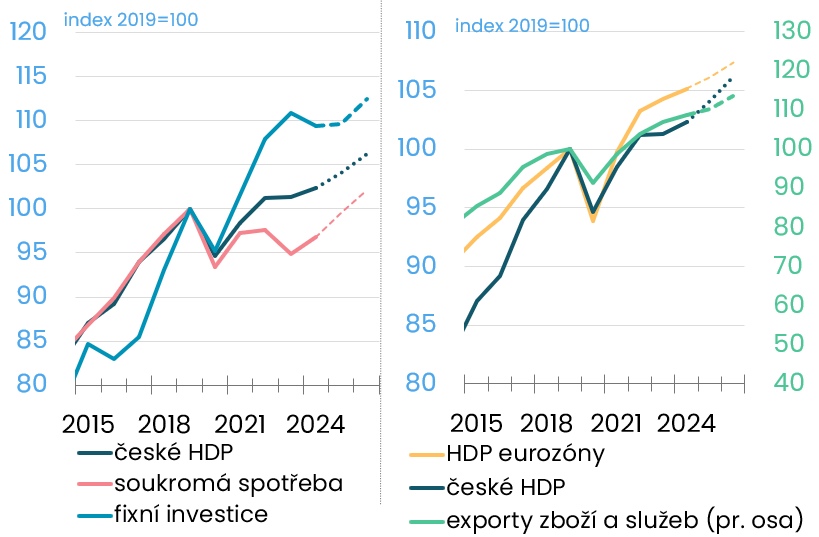 index 2019=100
120
115
110
105
100
95
90
85
80
2015 2018 2021 2024
české HDP
soukromá spotřeba
fixní investice
index 2019=100
110
105
100
95
90
85
80
130
120
110
100
90
80
70
60
50
40
2015 2018 2021 2024
HDP eurozóny
české HDP
exporty zboží a služeb (pr. osa)